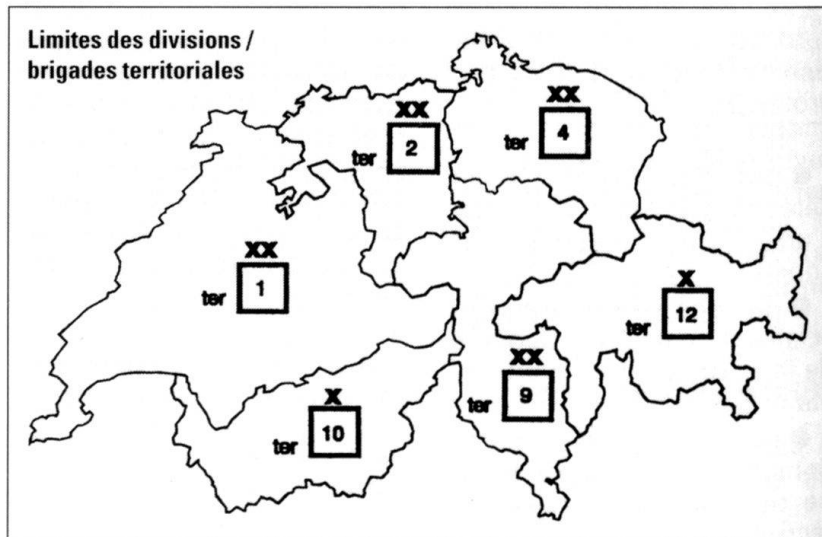 Limites des divisions /
brigades territoriales
XX
ter 2
XX
ter 4
XX
ter 1
X
ter 12
XX
ter 9
X
ter 10